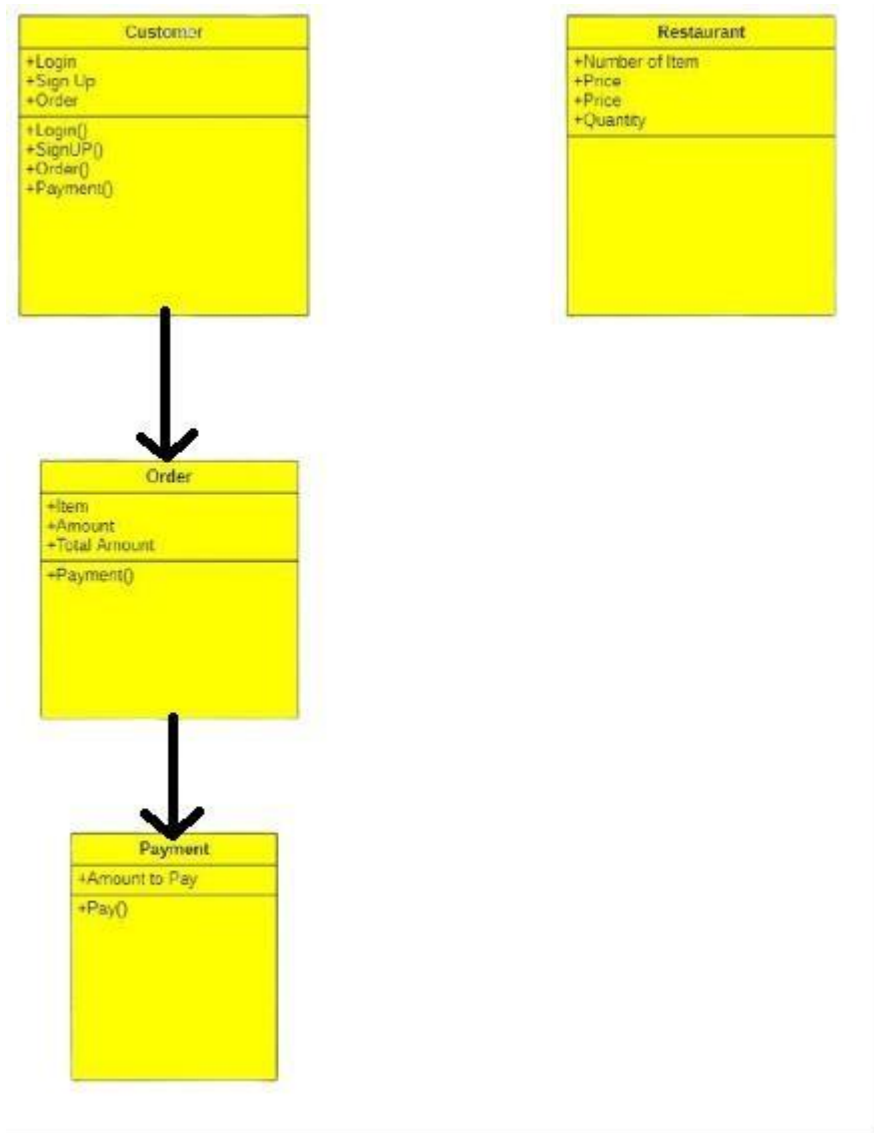 Customer
+Login
+Sign Up
+Order
+Login()
+SignUP()
+Order()
+Payment()
Restaurant
+Number of Item
+Price
+Price
+Quantity
Order
+Item
+Amount
+Total Amount
+Payment()
Payment
+Amount to Pay
+Pay()